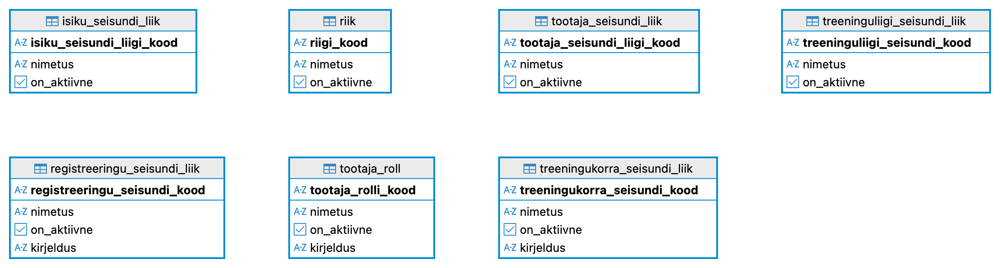 isiku_seisundi_liik
A-Z isiku_seisundi_liigi_kood
A-Z nimetus
on_aktiivne
riik
A-Z riigi_kood
A-Z nimetus
on_aktiivne
tootaja_seisundi_liik
A-Z tootaja_seisundi_liigi_kood
A-Z nimetus
on_aktiivne
treeninguliigi_seisundi_liik
A-Z treeninguliigi_seisundi_kood
A-Z nimetus
on_aktiivne
registreeringu_seisundi_liik
A-Z registreeringu_seisundi_kood
A-Z nimetus
on_aktiivne
A-Z kirjeldus
tootaja_roll
A-Z tootaja_rolli_kood
A-Z nimetus
on_aktiivne
A-Z kirjeldus
treeningukorra_seisundi_liik
A-Z treeningukorra_seisundi_kood
A-Z nimetus
on_aktiivne
A-Z kirjeldus